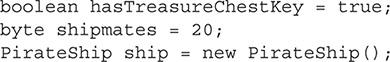 boolean hasTreasureChestKey = true;
byte shipmates = 20;
PirateShip ship = new PirateShip();